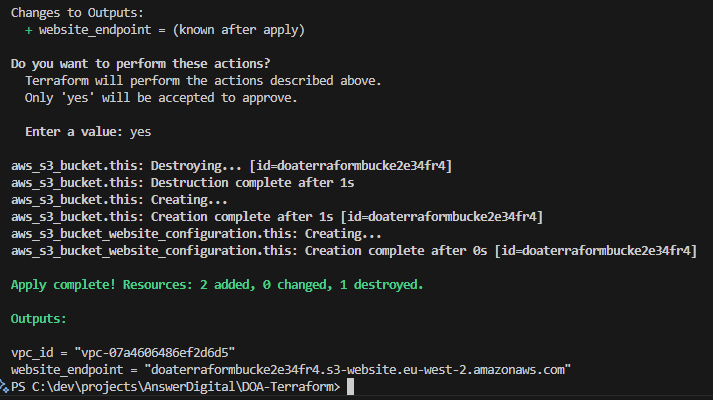 Changes to Outputs:
+ website_endpoint = (known after apply)
Do you want to perform these actions?
Terraform will perform the actions described above.
Only 'yes' will be accepted to approve.
Enter a value: yes
aws_s3_bucket.this: Destroying... [id=doaterraformbucke2e34fr4]
aws_s3_bucket.this: Destruction complete after 1s
aws_s3_bucket.this: Creating...
aws_s3_bucket.this: Creation complete after 1s [id=doaterraformbucke2e34fr4]
aws_s3_bucket_website_configuration.this: Creating...
aws_s3_bucket_website_configuration.this: Creation complete after 0s [id=doaterraformbucke2e34fr4]
Apply complete! Resources: 2 added, 0 changed, 1 destroyed.
Outputs:
vpc_id = "vpc-07a4606486ef2d6d5"
website_endpoint = "doaterraformbucke2e34fr4.s3-website.eu-west-2.amazonaws.com"
PS C:\dev\projects\AnswerDigital\DOA-Terraform>